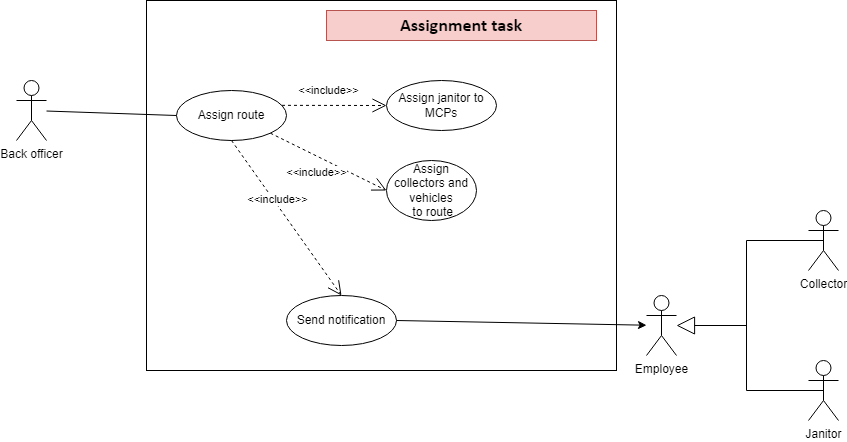 Assignment task
<<include>>
Assign janitor to
MCPs
Assign route
Back officer
<<include>>
Assign
collectors and
vehicles
to route
<<include>>
Send notification
Collector
Employee
Janitor